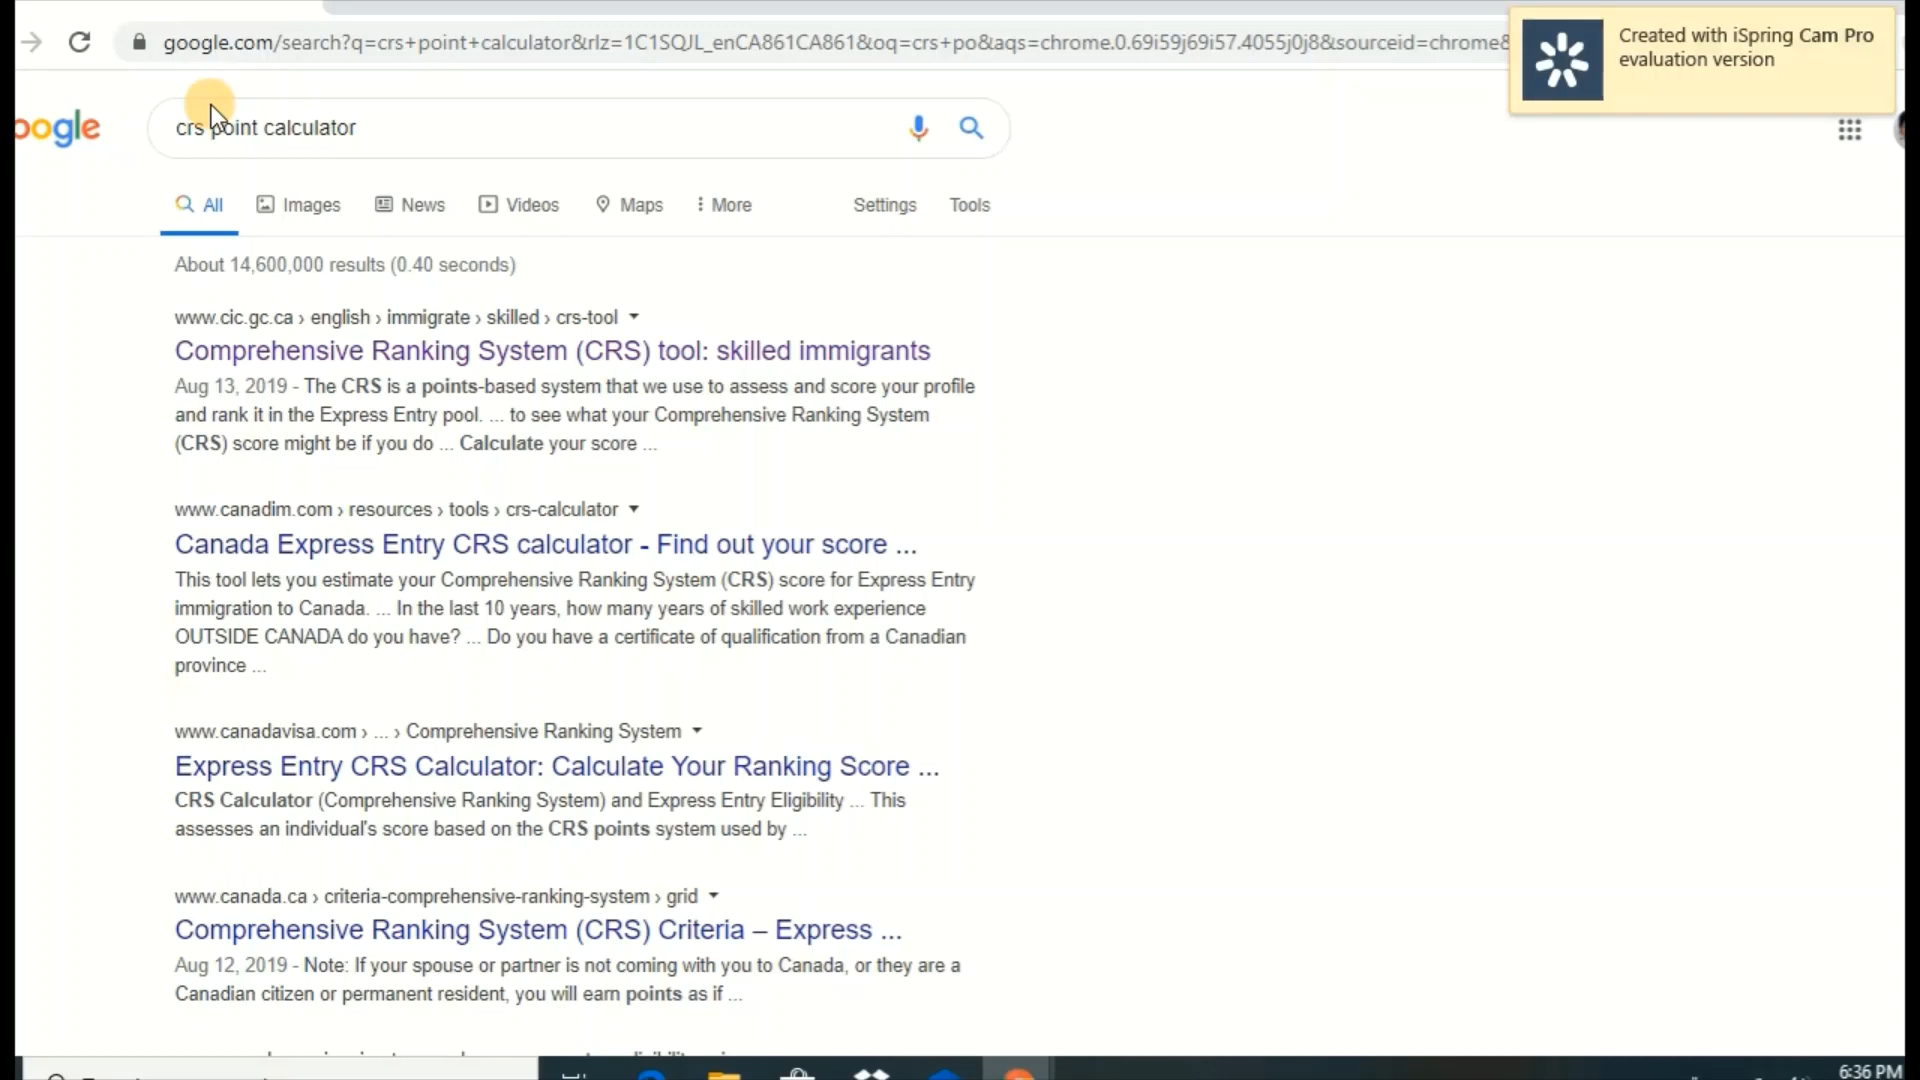 google.com/search?q=crs+point+calculator&rlz=1C1SQJL_enCA861CA861&oq=crs+po&aqs=chrome.0.69i59j69i57.4055j0j8&sourceid=chrome&
Created with iSpring Cam Pro
evaluation version
oogle
crs point calculator
All Images News Videos Maps More Settings Tools
About 14,600,000 results (0.40 seconds)
www.cic.gc.ca › english › immigrate › skilled › crs-tool
Comprehensive Ranking System (CRS) tool: skilled immigrants
Aug 13, 2019 - The CRS is a points-based system that we use to assess and score your profile
and rank it in the Express Entry pool. ... to see what your Comprehensive Ranking System
(CRS) score might be if you do ... Calculate your score ...
www.canadim.com › resources › tools › crs-calculator
Canada Express Entry CRS calculator - Find out your score ...
This tool lets you estimate your Comprehensive Ranking System (CRS) score for Express Entry
immigration to Canada. ... In the last 10 years, how many years of skilled work experience
OUTSIDE CANADA do you have? ... Do you have a certificate of qualification from a Canadian
province ...
www.canadavisa.com › ... › Comprehensive Ranking System
Express Entry CRS Calculator: Calculate Your Ranking Score ...
CRS Calculator (Comprehensive Ranking System) and Express Entry Eligibility ... This
assesses an individual's score based on the CRS points system used by ...
www.canada.ca › criteria-comprehensive-ranking-system › grid
Comprehensive Ranking System (CRS) Criteria – Express ...
Aug 12, 2019 - Note: If your spouse or partner is not coming with you to Canada, or they are a
Canadian citizen or permanent resident, you will earn points as if ...
6:36 PM